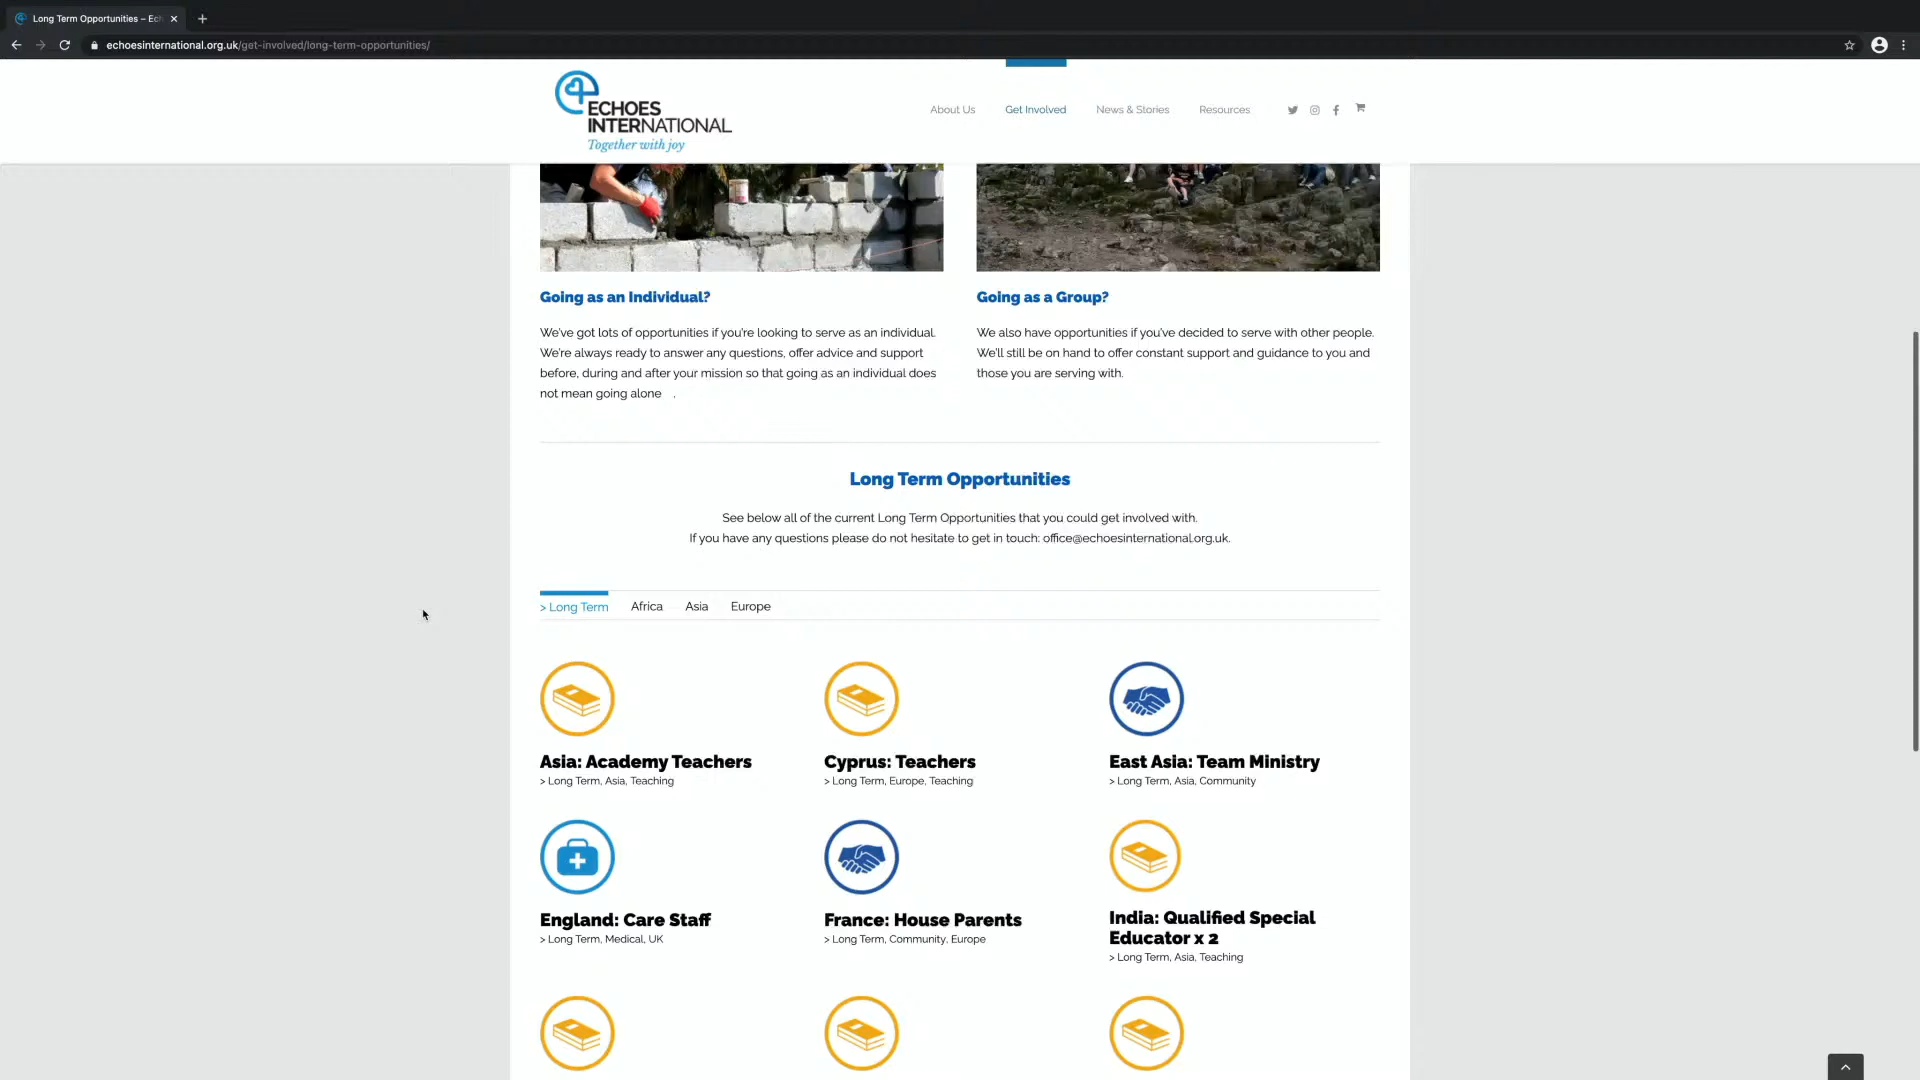 Long Term Opportunities – Ec
echoesinternational.org.uk/get-involved/long-term-opportunities/
ECHOES
INTERNATIONAL
Together with joy
About Us
Get Involved
News & Stories
Resources
Going as an Individual?
We've got lots of opportunities if you're looking to serve as an individual.
We're always ready to answer any questions, offer advice and support
before, during and after your mission so that going as an individual does
not mean going alone .
Going as a Group?
We also have opportunities if you've decided to serve with other people.
We'll still be on hand to offer constant support and guidance to you and
those you are serving with.
Long Term Opportunities
See below all of the current Long Term Opportunities that you could get involved with.
If you have any questions please do not hesitate to get in touch: office@echoesinternational.org.uk.
> Long Term
Africa
Asia
Europe
Asia: Academy Teachers
> Long Term, Asia, Teaching
Cyprus: Teachers
> Long Term, Europe, Teaching
East Asia: Team Ministry
> Long Term, Asia, Community
England: Care Staff
> Long Term, Medical, UK
France: House Parents
> Long Term, Community, Europe
India: Qualified Special
Educator x 2
> Long Term, Asia, Teaching